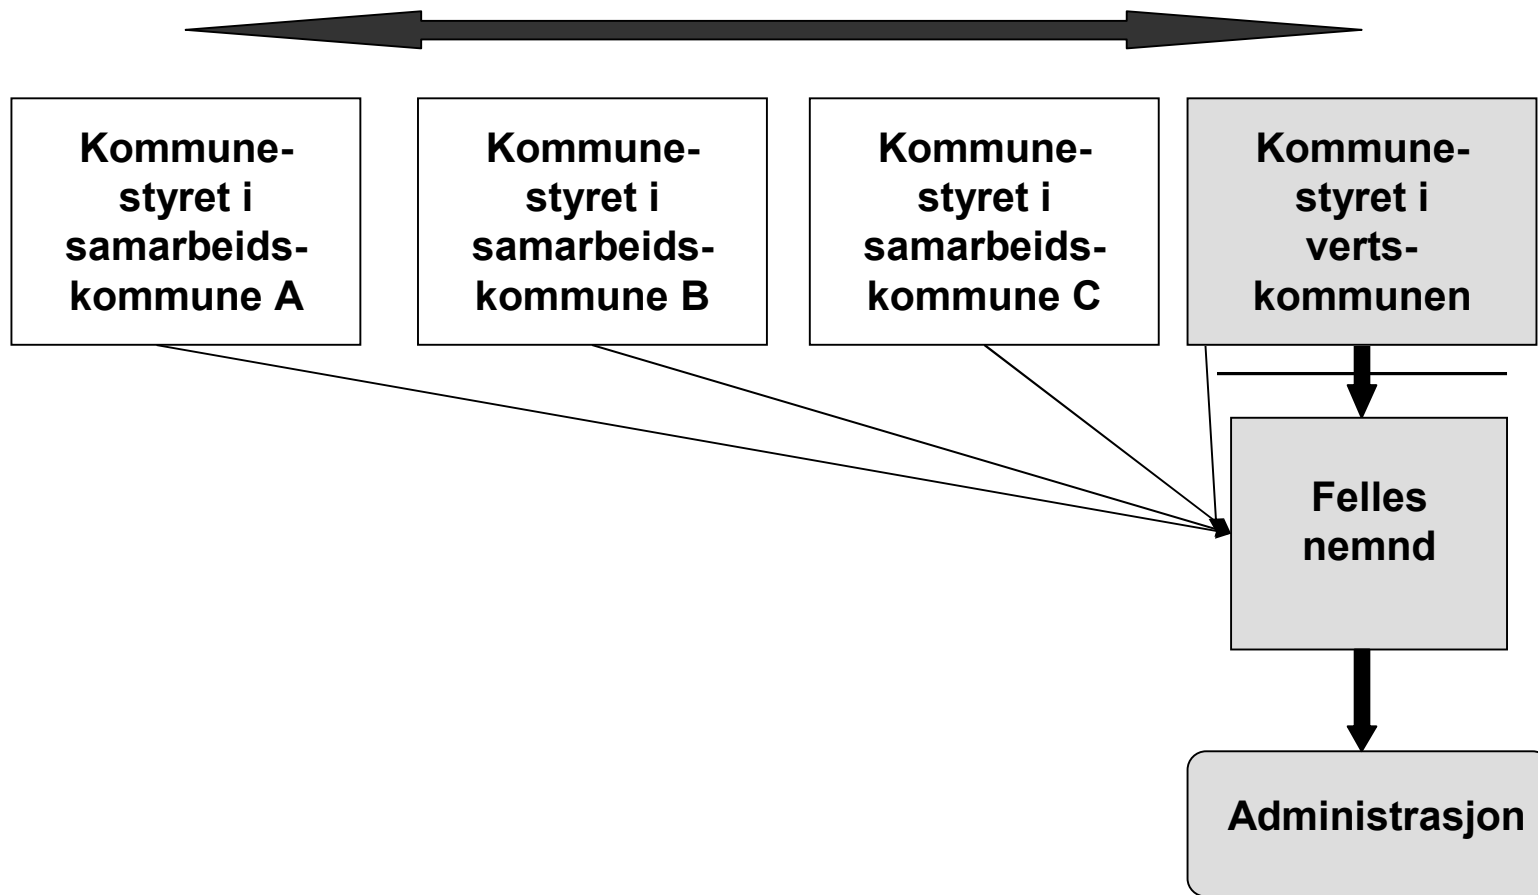 Kommune-
styret i
samarbeids-
kommune A
Kommune-
styret i
samarbeids-
kommune B
Kommune-
styret i
samarbeids-
kommune C
Kommune-
styret i
verts-
kommunen
Felles
nemnd
Administrasjon